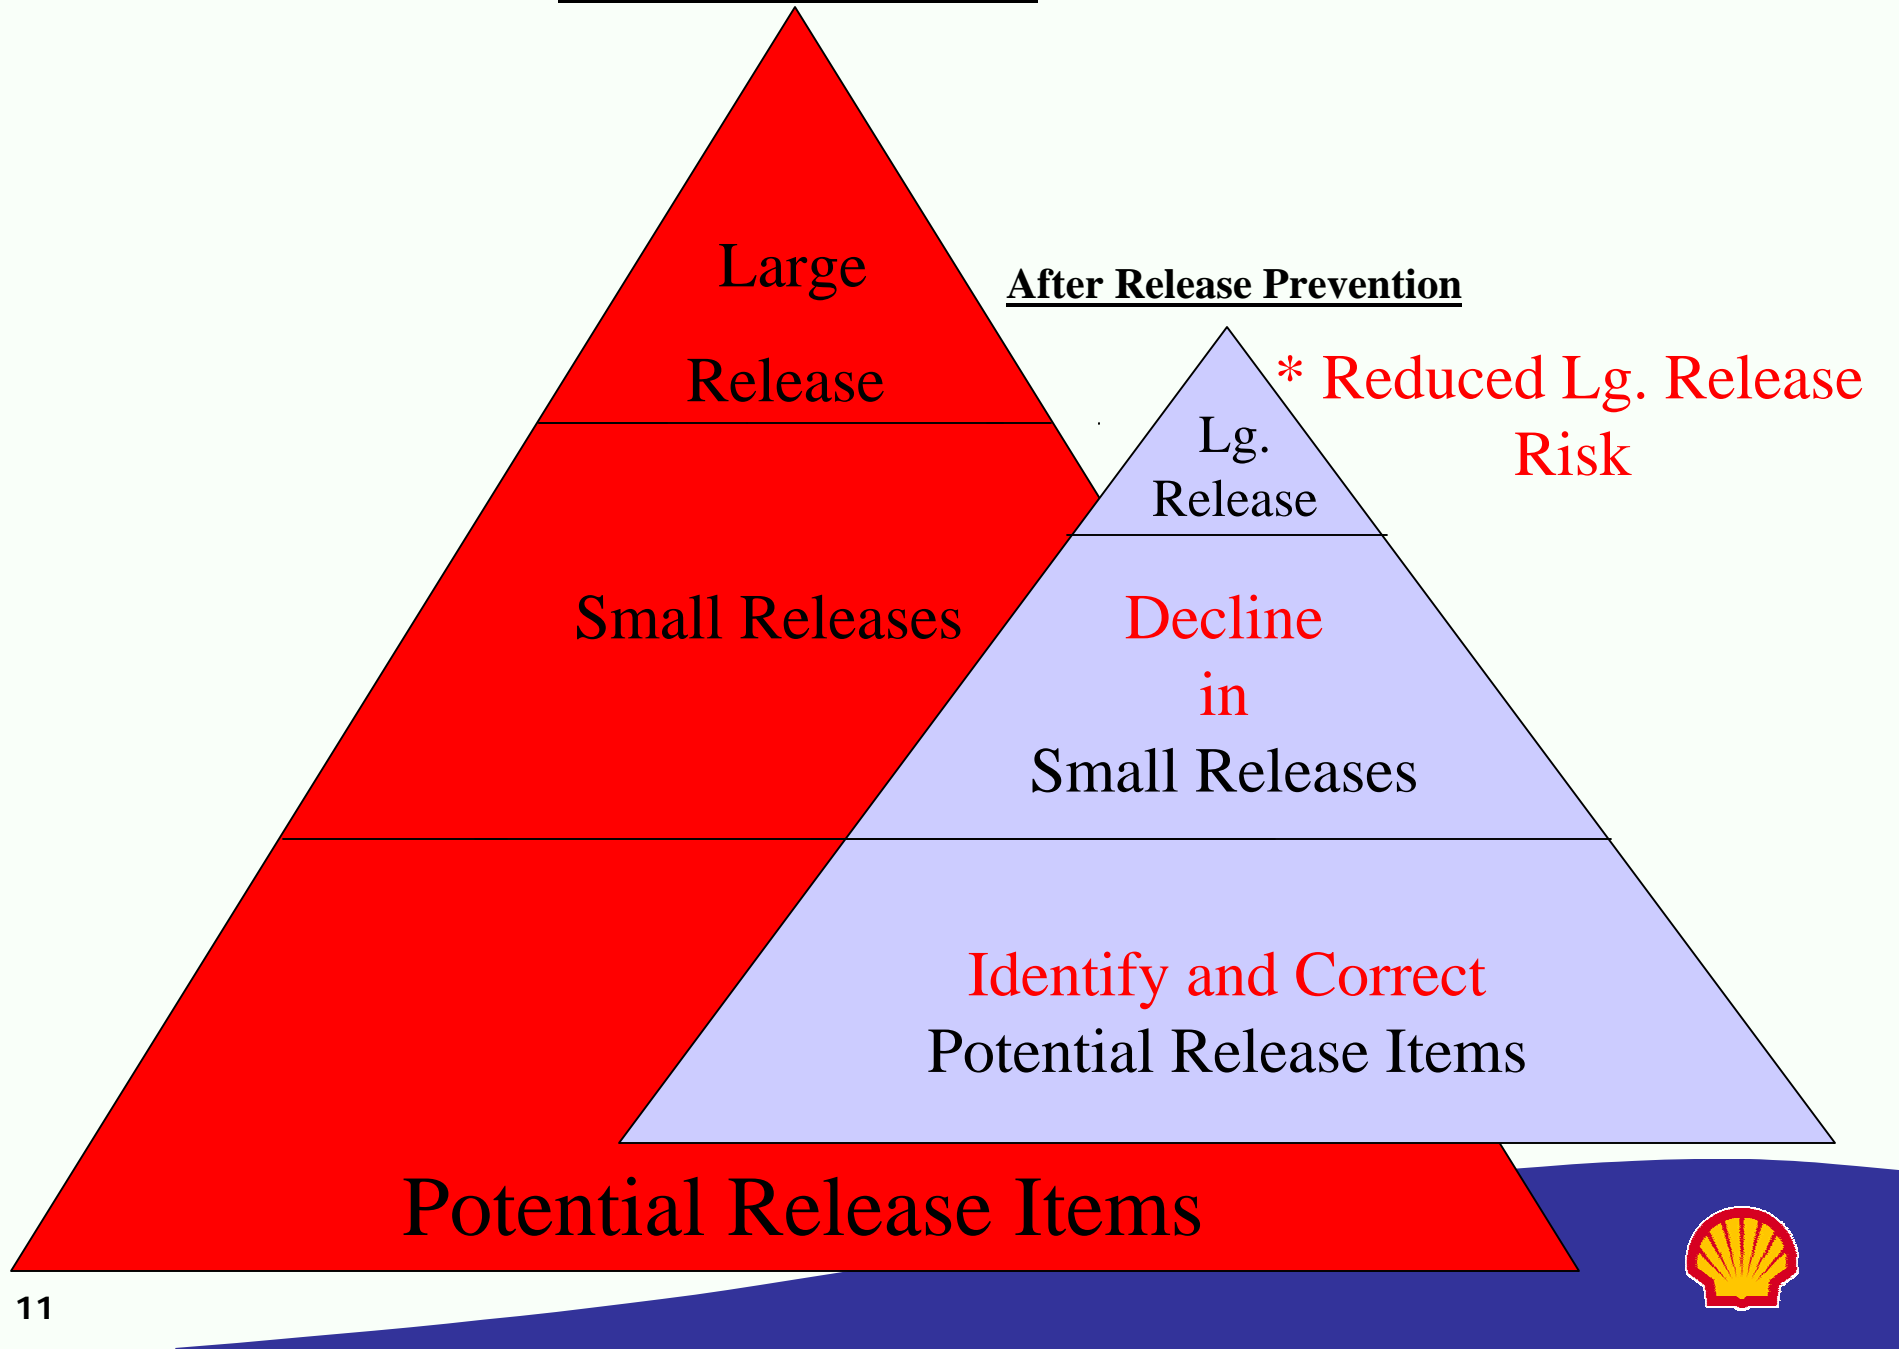 Large
Release
Small Releases
Potential Release Items
After Release Prevention
* Reduced Lg. Release
Risk
Lg.
Release
Decline
in
Small Releases
Identify and Correct
Potential Release Items
11